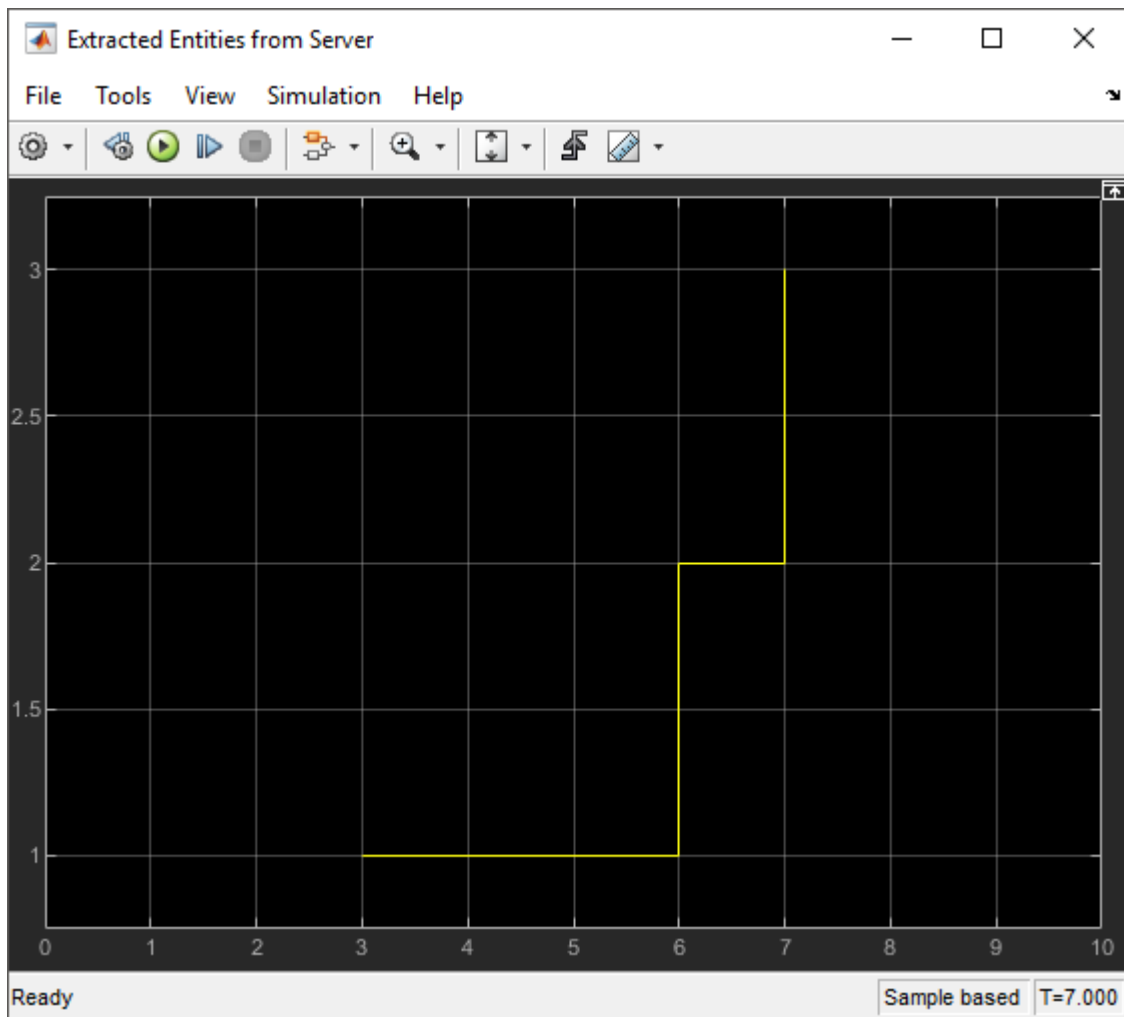 Extracted Entities from Server
File Tools View Simulation Help
3
2.5
2
1.5
1
0 1 2 3 4 5 6 7 8 9 10
Ready Sample based T=7.000